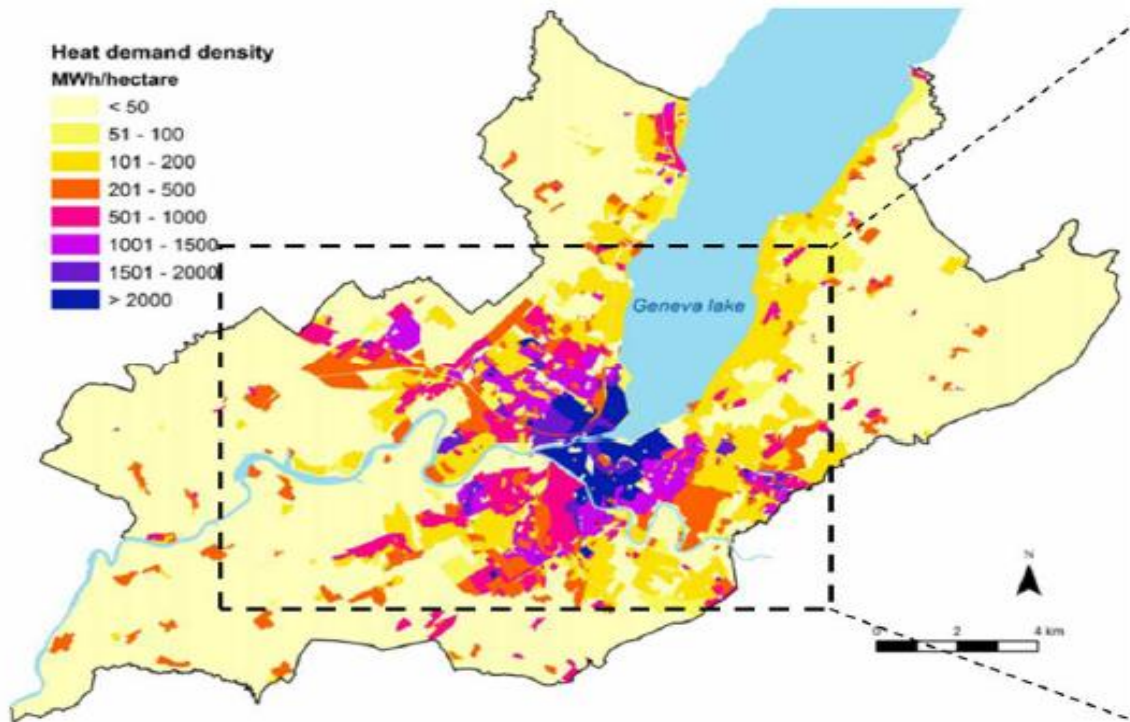 Heat demand density
MWh/hectare
< 50
51 - 100
101 - 200
201 - 500
501 - 1000
1001 - 1500
1501 - 2000
> 2000
Geneva lake
N
0 2 4 km